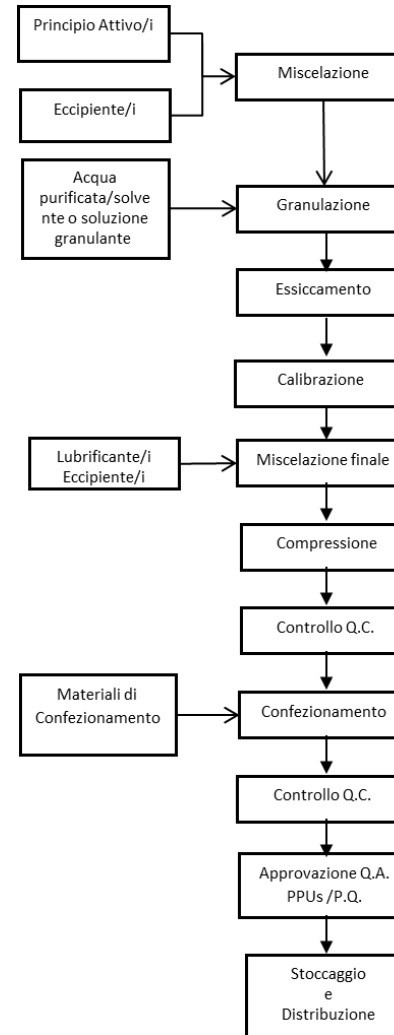 Principio Attivo/i
Miscelazione
Eccipiente/i
Acqua
purificata/solve
nte o soluzione
granulante
Granulazione
Essiccamento
Calibrazione
Lubrificante/i
Eccipiente/i
Miscelazione finale
Compressione
Controllo Q.C.
Materiali di
Confezionamento
Confezionamento
Controllo Q.C.
Approvazione Q.A.
PPUs /P.Q.
Stoccaggio
e
Distribuzione